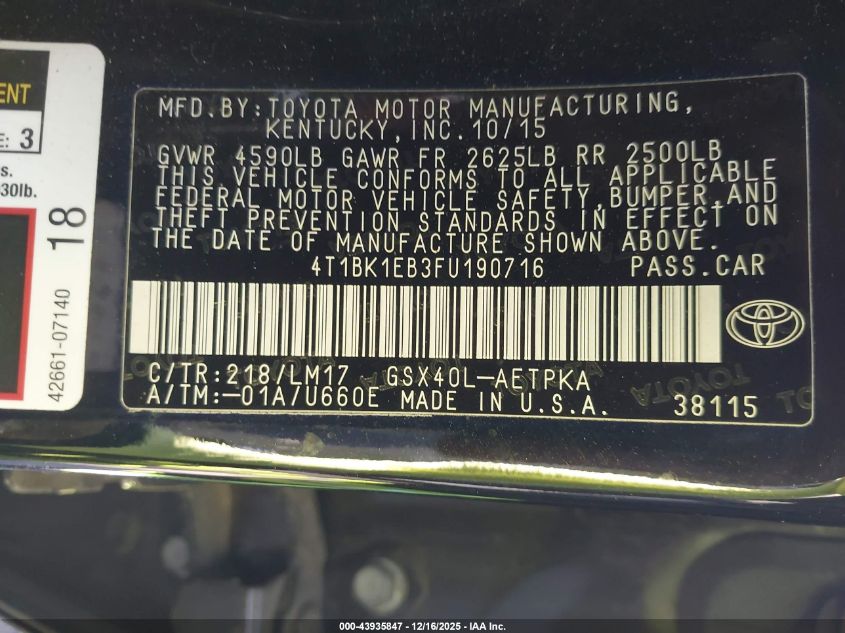 ENT
E: 3
s.
30lb.
18
42661-07140
MFD.BY:TOYOTA MOTOR MANUFACTURING,
KENTUCKY,INC.10/15
GVWR 4590LB GAWR FR 2625LB RR 2500LB
THIS VEHICLE CONFORMS TO ALL APPLICABLE
FEDERAL MOTOR VEHICLE SAFETY,BUMPER,AND
THEFT PREVENTION STANDARDS IN EFFECT ON
THE DATE OF MANUFACTURE SHOWN ABOVE.
4T1BK1EB3FU190716 PASS.CAR
C/TR:218/LM17 GSX40L-AETPKA
A/TM:-01A/U660E MADE IN U.S.A. 38115
000-43935847 • 12/16/2025 - IAA Inc.